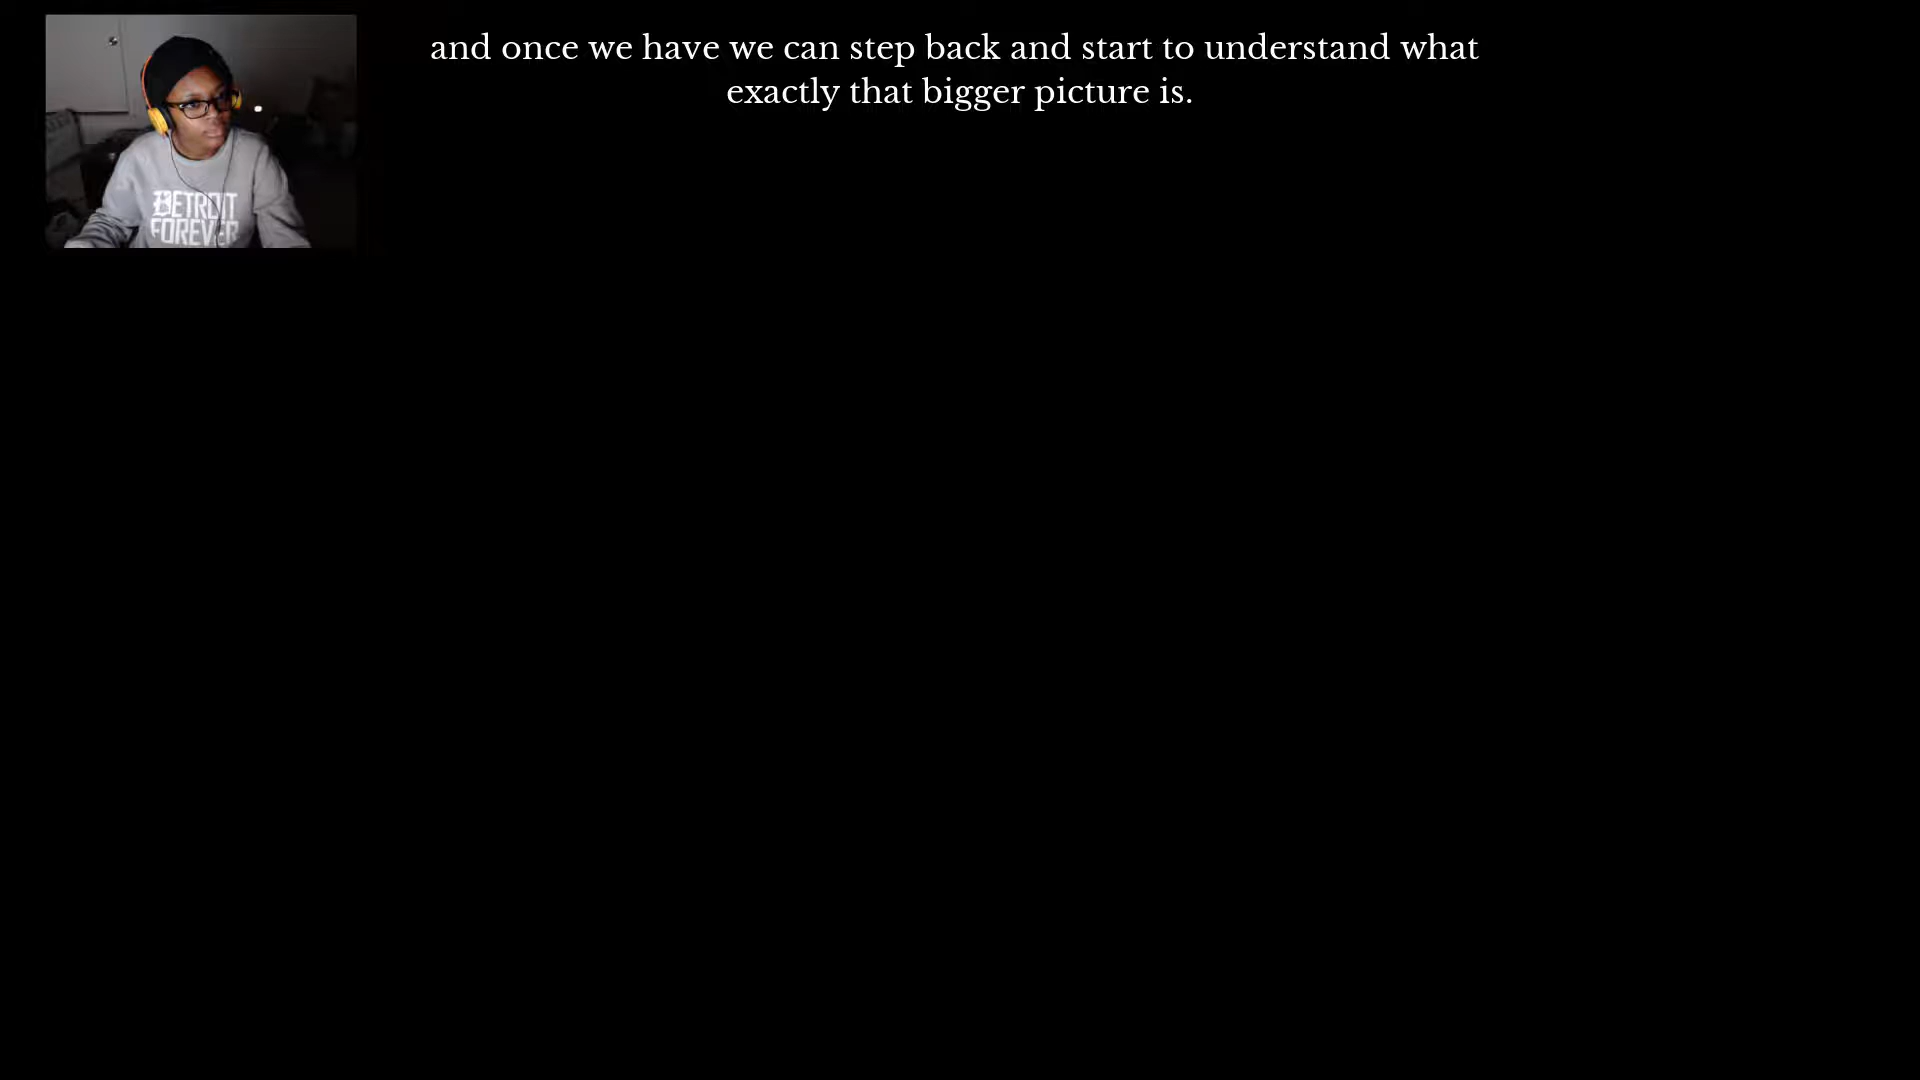 and once we have we can step back and start to understand what
exactly that bigger picture is.
DETROIT
FOREVER